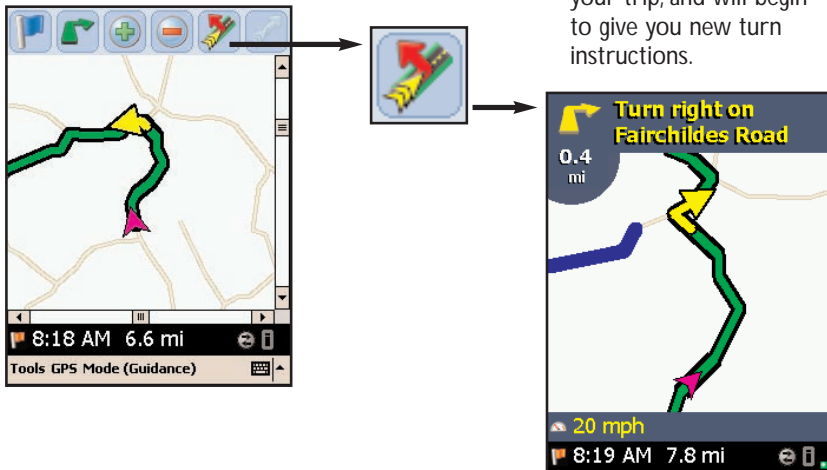 your trip, and will begin
to give you new turn
instructions.
8:18 AM 6.6 mi
Tools GPS Mode (Guidance)
Turn right on
Fairchildes Road
0.4
mi
20 mph
8:19 AM 7.8 mi